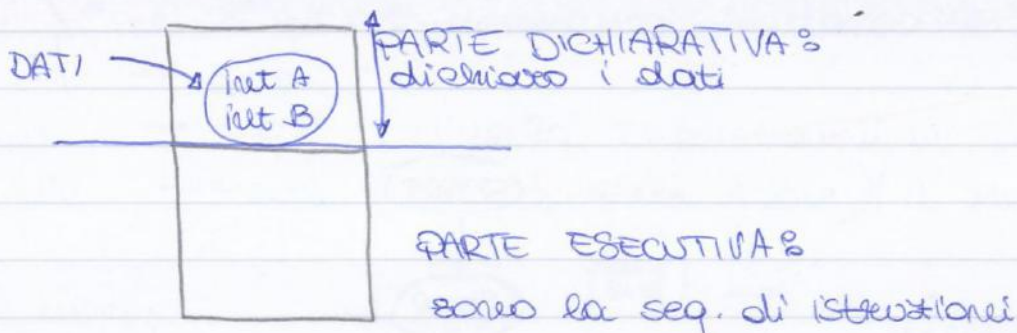 DATI
int A
int B
PARTE DICHIARATIVA:
dichiaro i dati
PARTE ESECUTIVA:
sono la seq. di istruzioni